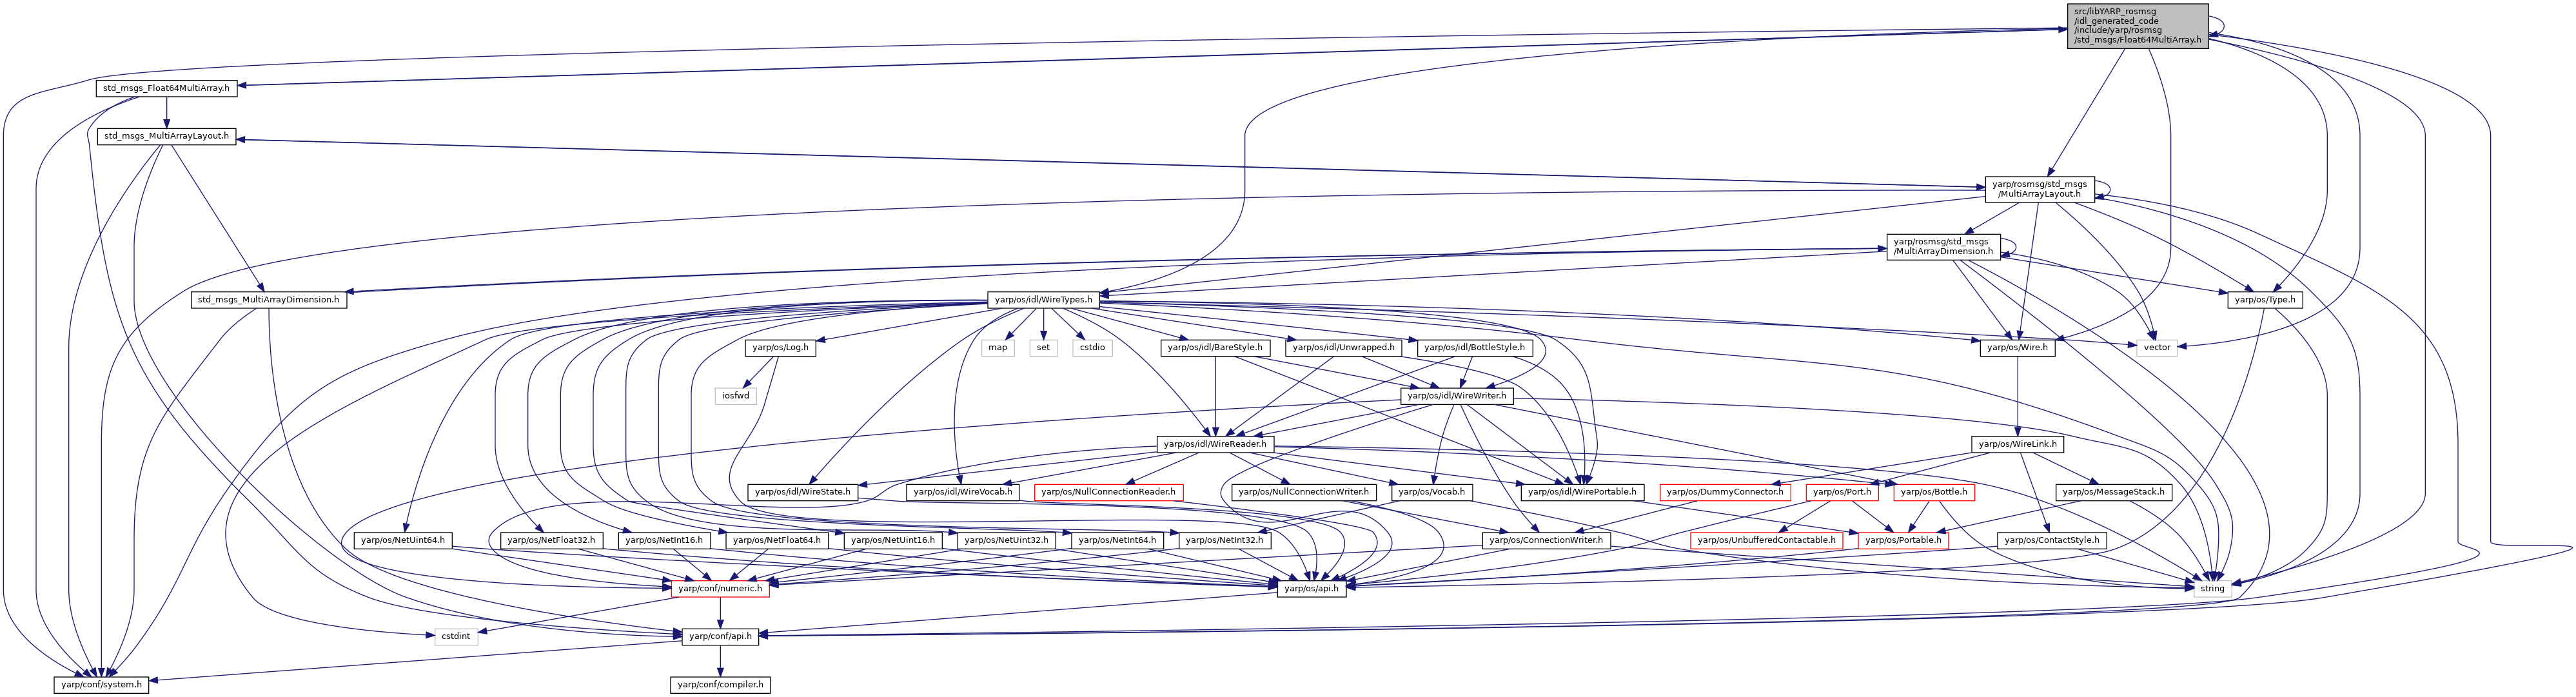 src/libYARP_rosmsg
/idl_generated_code
/include/yarp/rosmsg
/std_msgs/Float64MultiArray.h
std_msgs_Float64MultiArray.h
std_msgs_MultiArrayLayout.h
yarp/rosmsg/std_msgs
/MultiArrayLayout.h
yarp/rosmsg/std_msgs
/MultiArrayDimension.h
std_msgs_MultiArrayDimension.h
yarp/os/idl/WireTypes.h
yarp/os/Type.h
yarp/os/Log.h
map
set
cstdio
yarp/os/idl/BareStyle.h
yarp/os/idl/Unwrapped.h
yarp/os/idl/BottleStyle.h
yarp/os/Wire.h
vector
iosfwd
yarp/os/idl/WireWriter.h
yarp/os/idl/WireReader.h
yarp/os/WireLink.h
yarp/os/idl/WireState.h
yarp/os/idl/WireVocab.h
yarp/os/NullConnectionReader.h
yarp/os/NullConnectionWriter.h
yarp/os/Vocab.h
yarp/os/idl/WirePortable.h
yarp/os/DummyConnector.h
yarp/os/Port.h
yarp/os/Bottle.h
yarp/os/MessageStack.h
yarp/os/NetUint64.h
yarp/os/NetFloat32.h
yarp/os/NetInt16.h
yarp/os/NetFloat64.h
yarp/os/NetUint16.h
yarp/os/NetUint32.h
yarp/os/NetInt64.h
yarp/os/NetInt32.h
yarp/os/ConnectionWriter.h
yarp/os/UnbufferedContactable.h
yarp/os/Portable.h
yarp/os/ContactStyle.h
yarp/conf/numeric.h
yarp/os/api.h
string
cstdint
yarp/conf/api.h
yarp/conf/system.h
yarp/conf/compiler.h